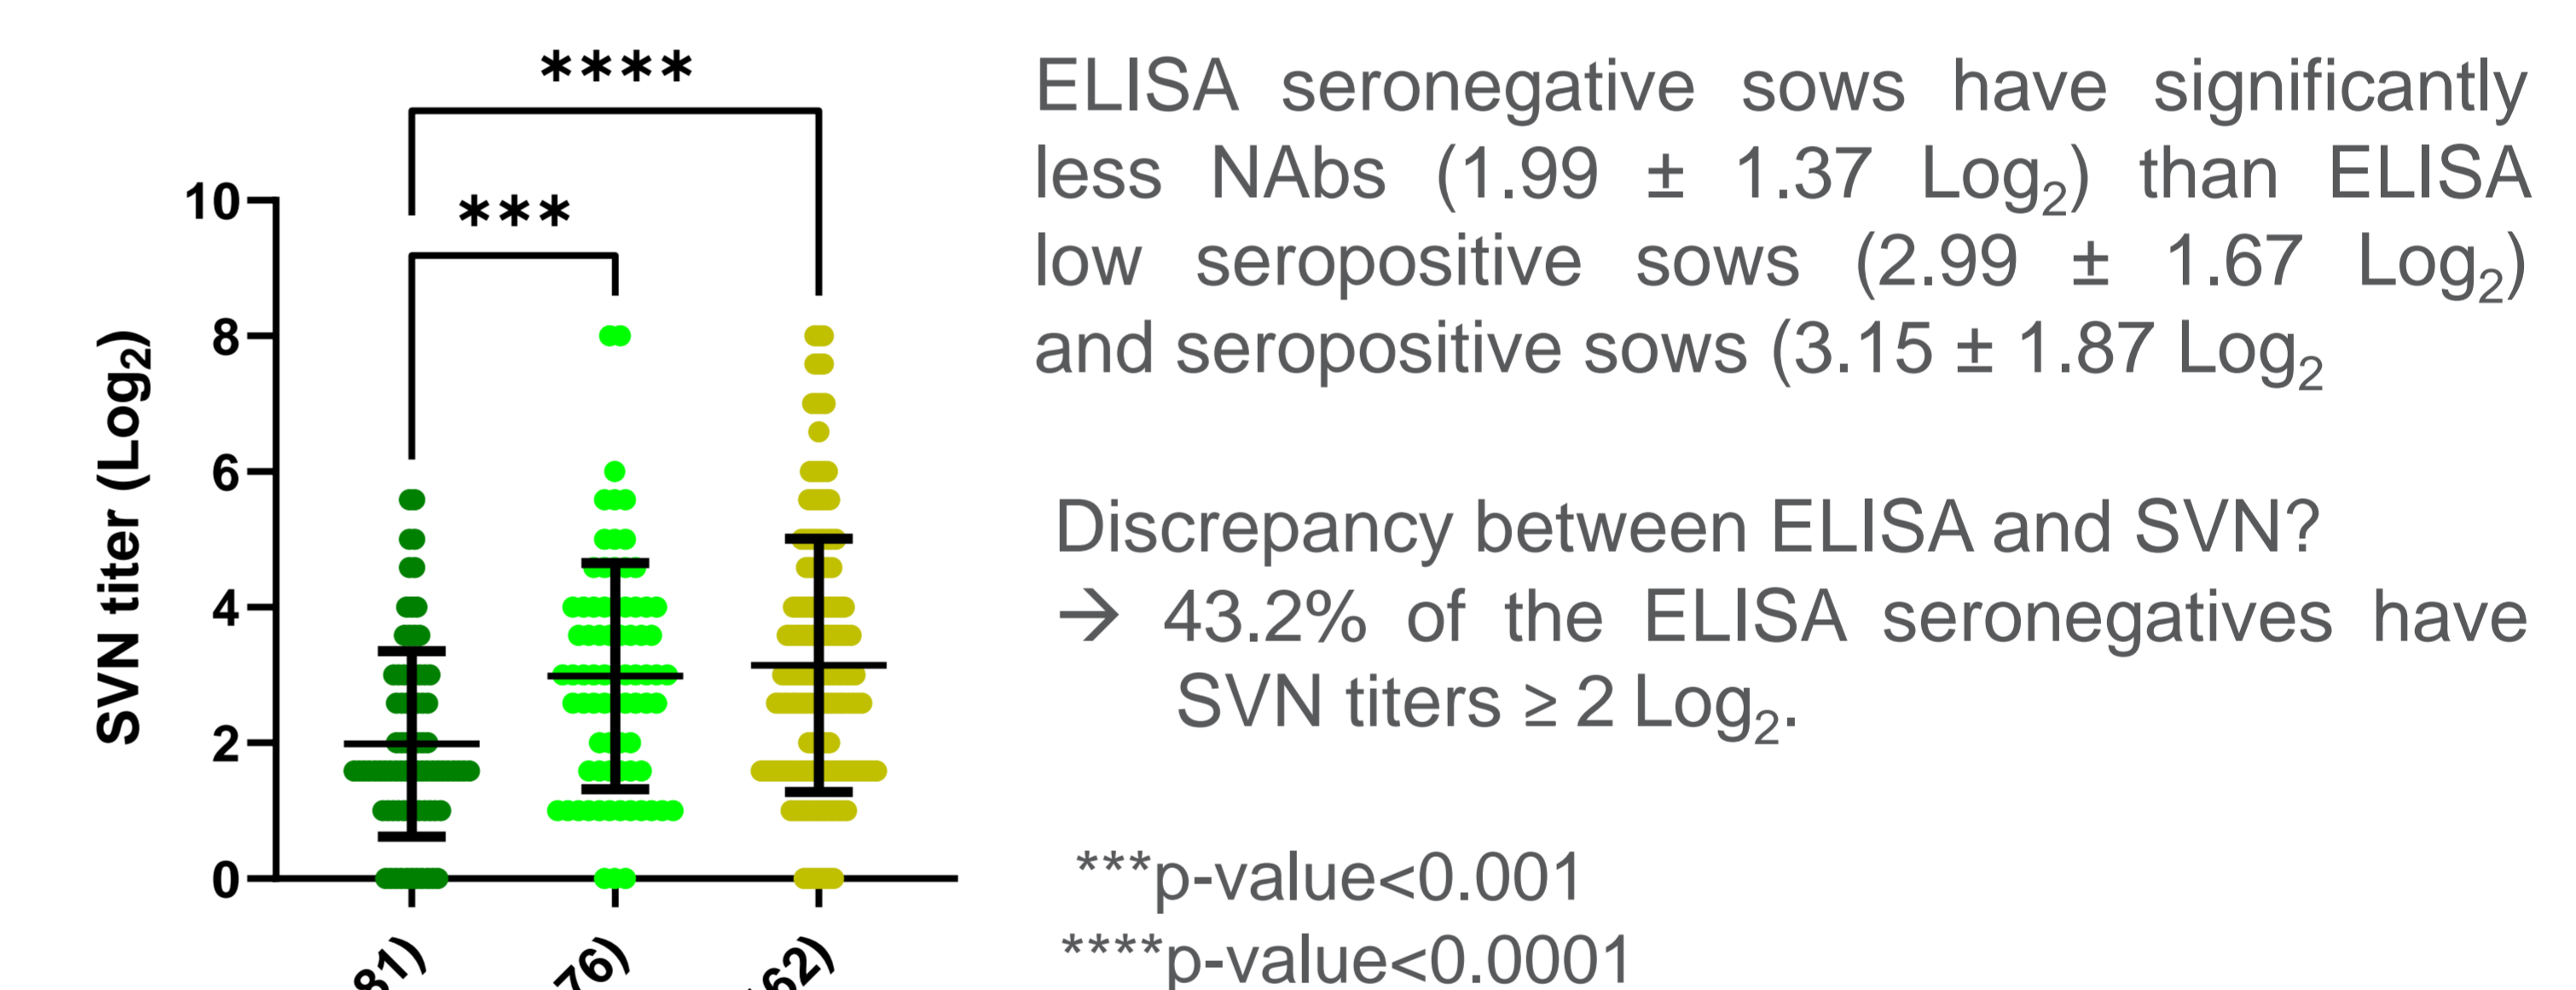 ****
***
10
8
6
4
2
0
SVN titer (Log₂)
81)
76)
62)
ELISA seronegative sows have significantly
less NAbs (1.99 ± 1.37 Log₂) than ELISA
low seropositive sows (2.99 ± 1.67 Log₂)
and seropositive sows (3.15 ± 1.87 Log₂
Discrepancy between ELISA and SVN?
→ 43.2% of the ELISA seronegatives have
SVN titers ≥ 2 Log₂.
***p-value<0.001
****p-value<0.0001